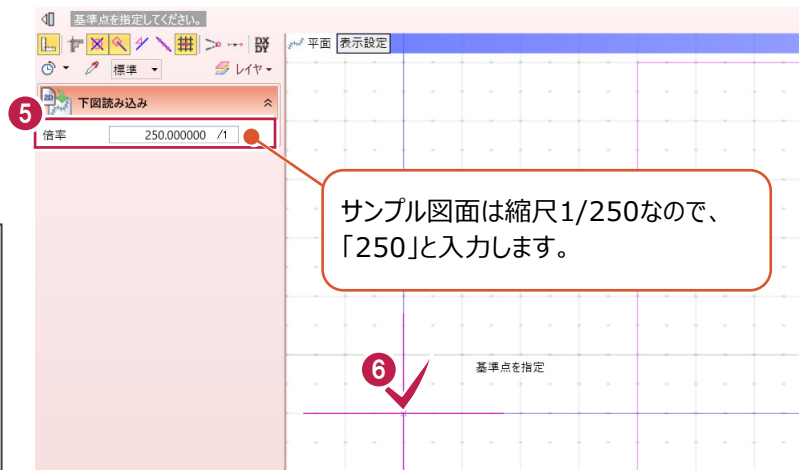 基準点を指定してください。
平面 表示設定
標準 レイヤ
2D 下図読み込み
5
倍率 250.000000 /1
サンプル図面は縮尺1/250なので、
「250」と入力します。
6 基準点を指定